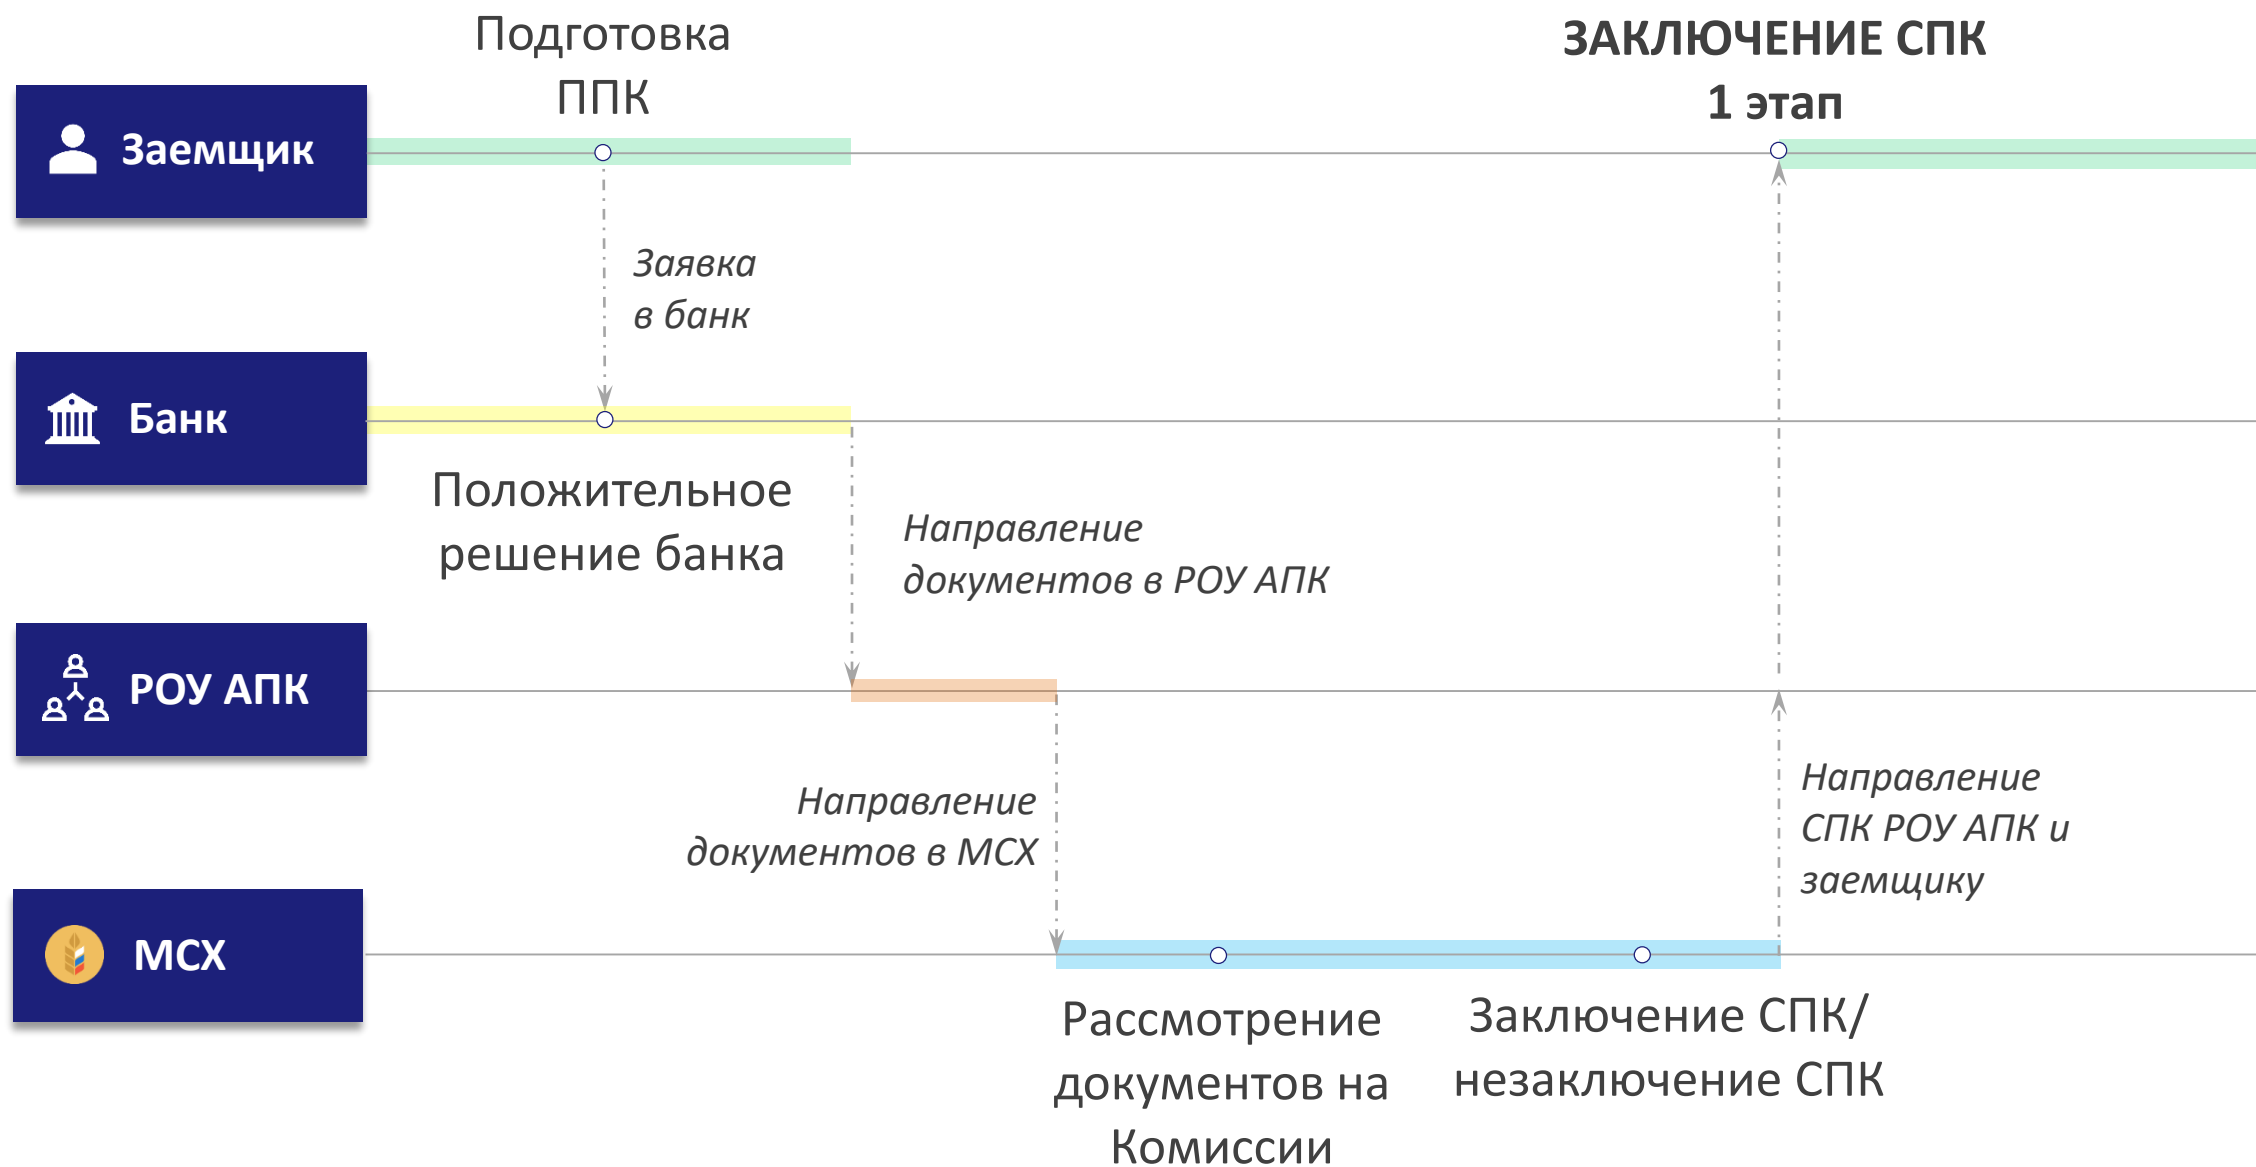 Подготовка
ППК
ЗАКЛЮЧЕНИЕ СПК
1 этап
Заемщик
Заявка
в банк
Банк
Положительное
решение банка
Направление
документов в РОУ АПК
РОУ АПК
Направление
документов в МСХ
Направление
СПК РОУ АПК и
заемщику
МСХ
Рассмотрение
документов на
Комиссии
Заключение СПК/
незаключение СПК